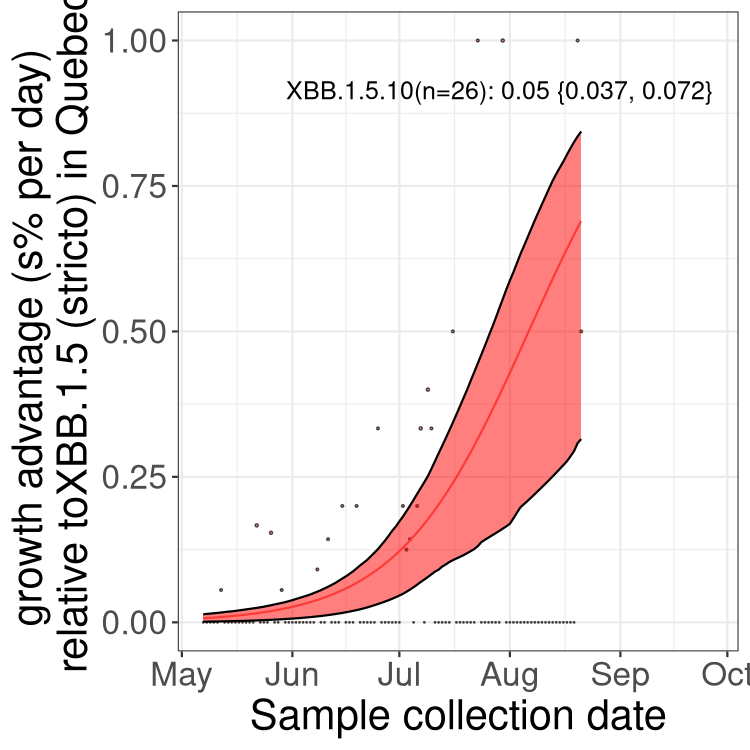 growth advantage (s% per day)
relative toXBB.1.5 (stricto) in Quebec
1.00
0.75
0.50
0.25
0.00
XBB.1.5.10(n=26): 0.05 {0.037, 0.072}
May Jun Jul Aug Sep Oct
Sample collection date